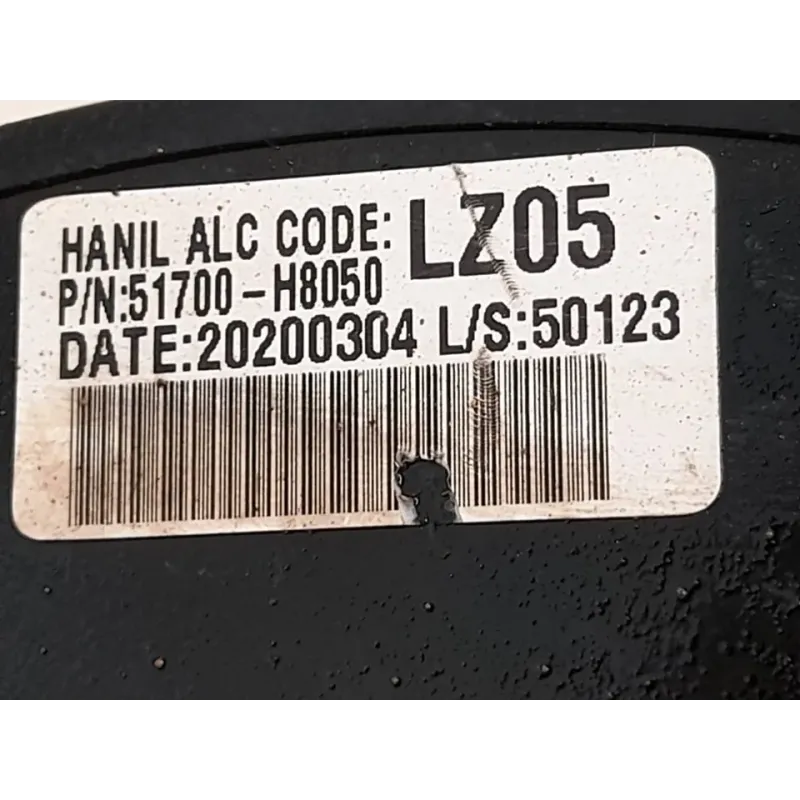 HANIL ALC CODE: LZ05
P/N:51700-H8050
DATE:20200304 L/S:50123